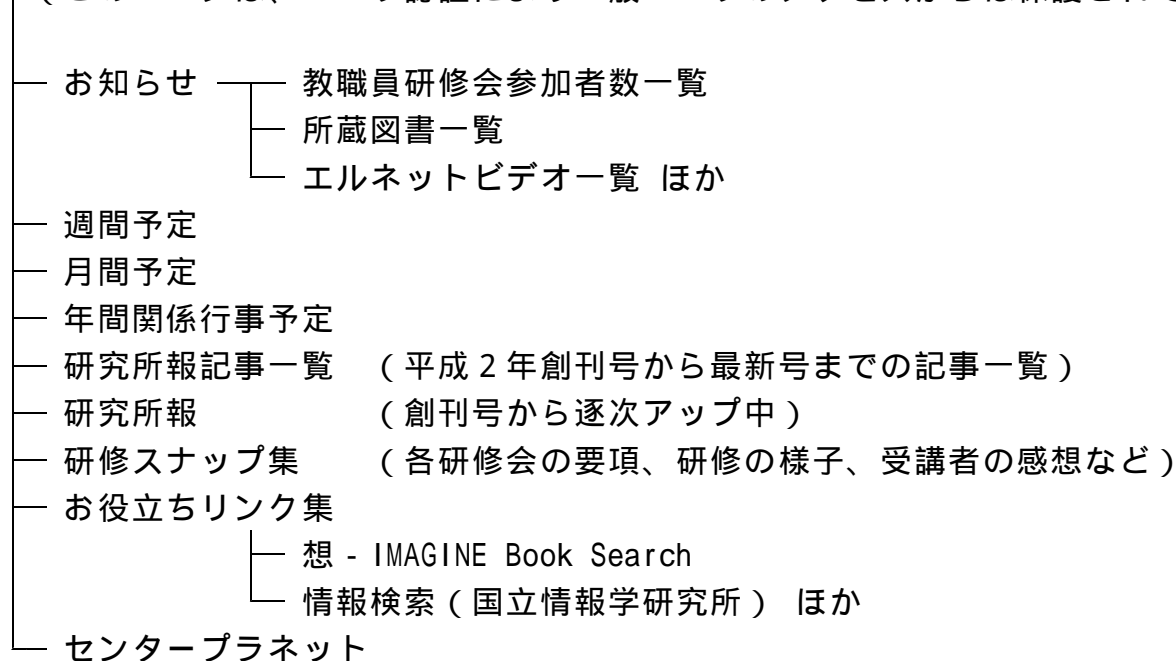 お知らせ 教職員研修会参加者数一覧
所蔵図書一覧
エルネットビデオ一覧 ほか
週間予定
月間予定
年間関係行事予定
研究所報記事一覧 (平成2年創刊号から最新号までの記事一覧)
研究所報 (創刊号から逐次アップ中)
研修スナップ集 (各研修会の要項、研修の様子、受講者の感想など)
お役立ちリンク集
想 - IMAGINE Book Search
情報検索(国立情報学研究所) ほか
センタープラネット